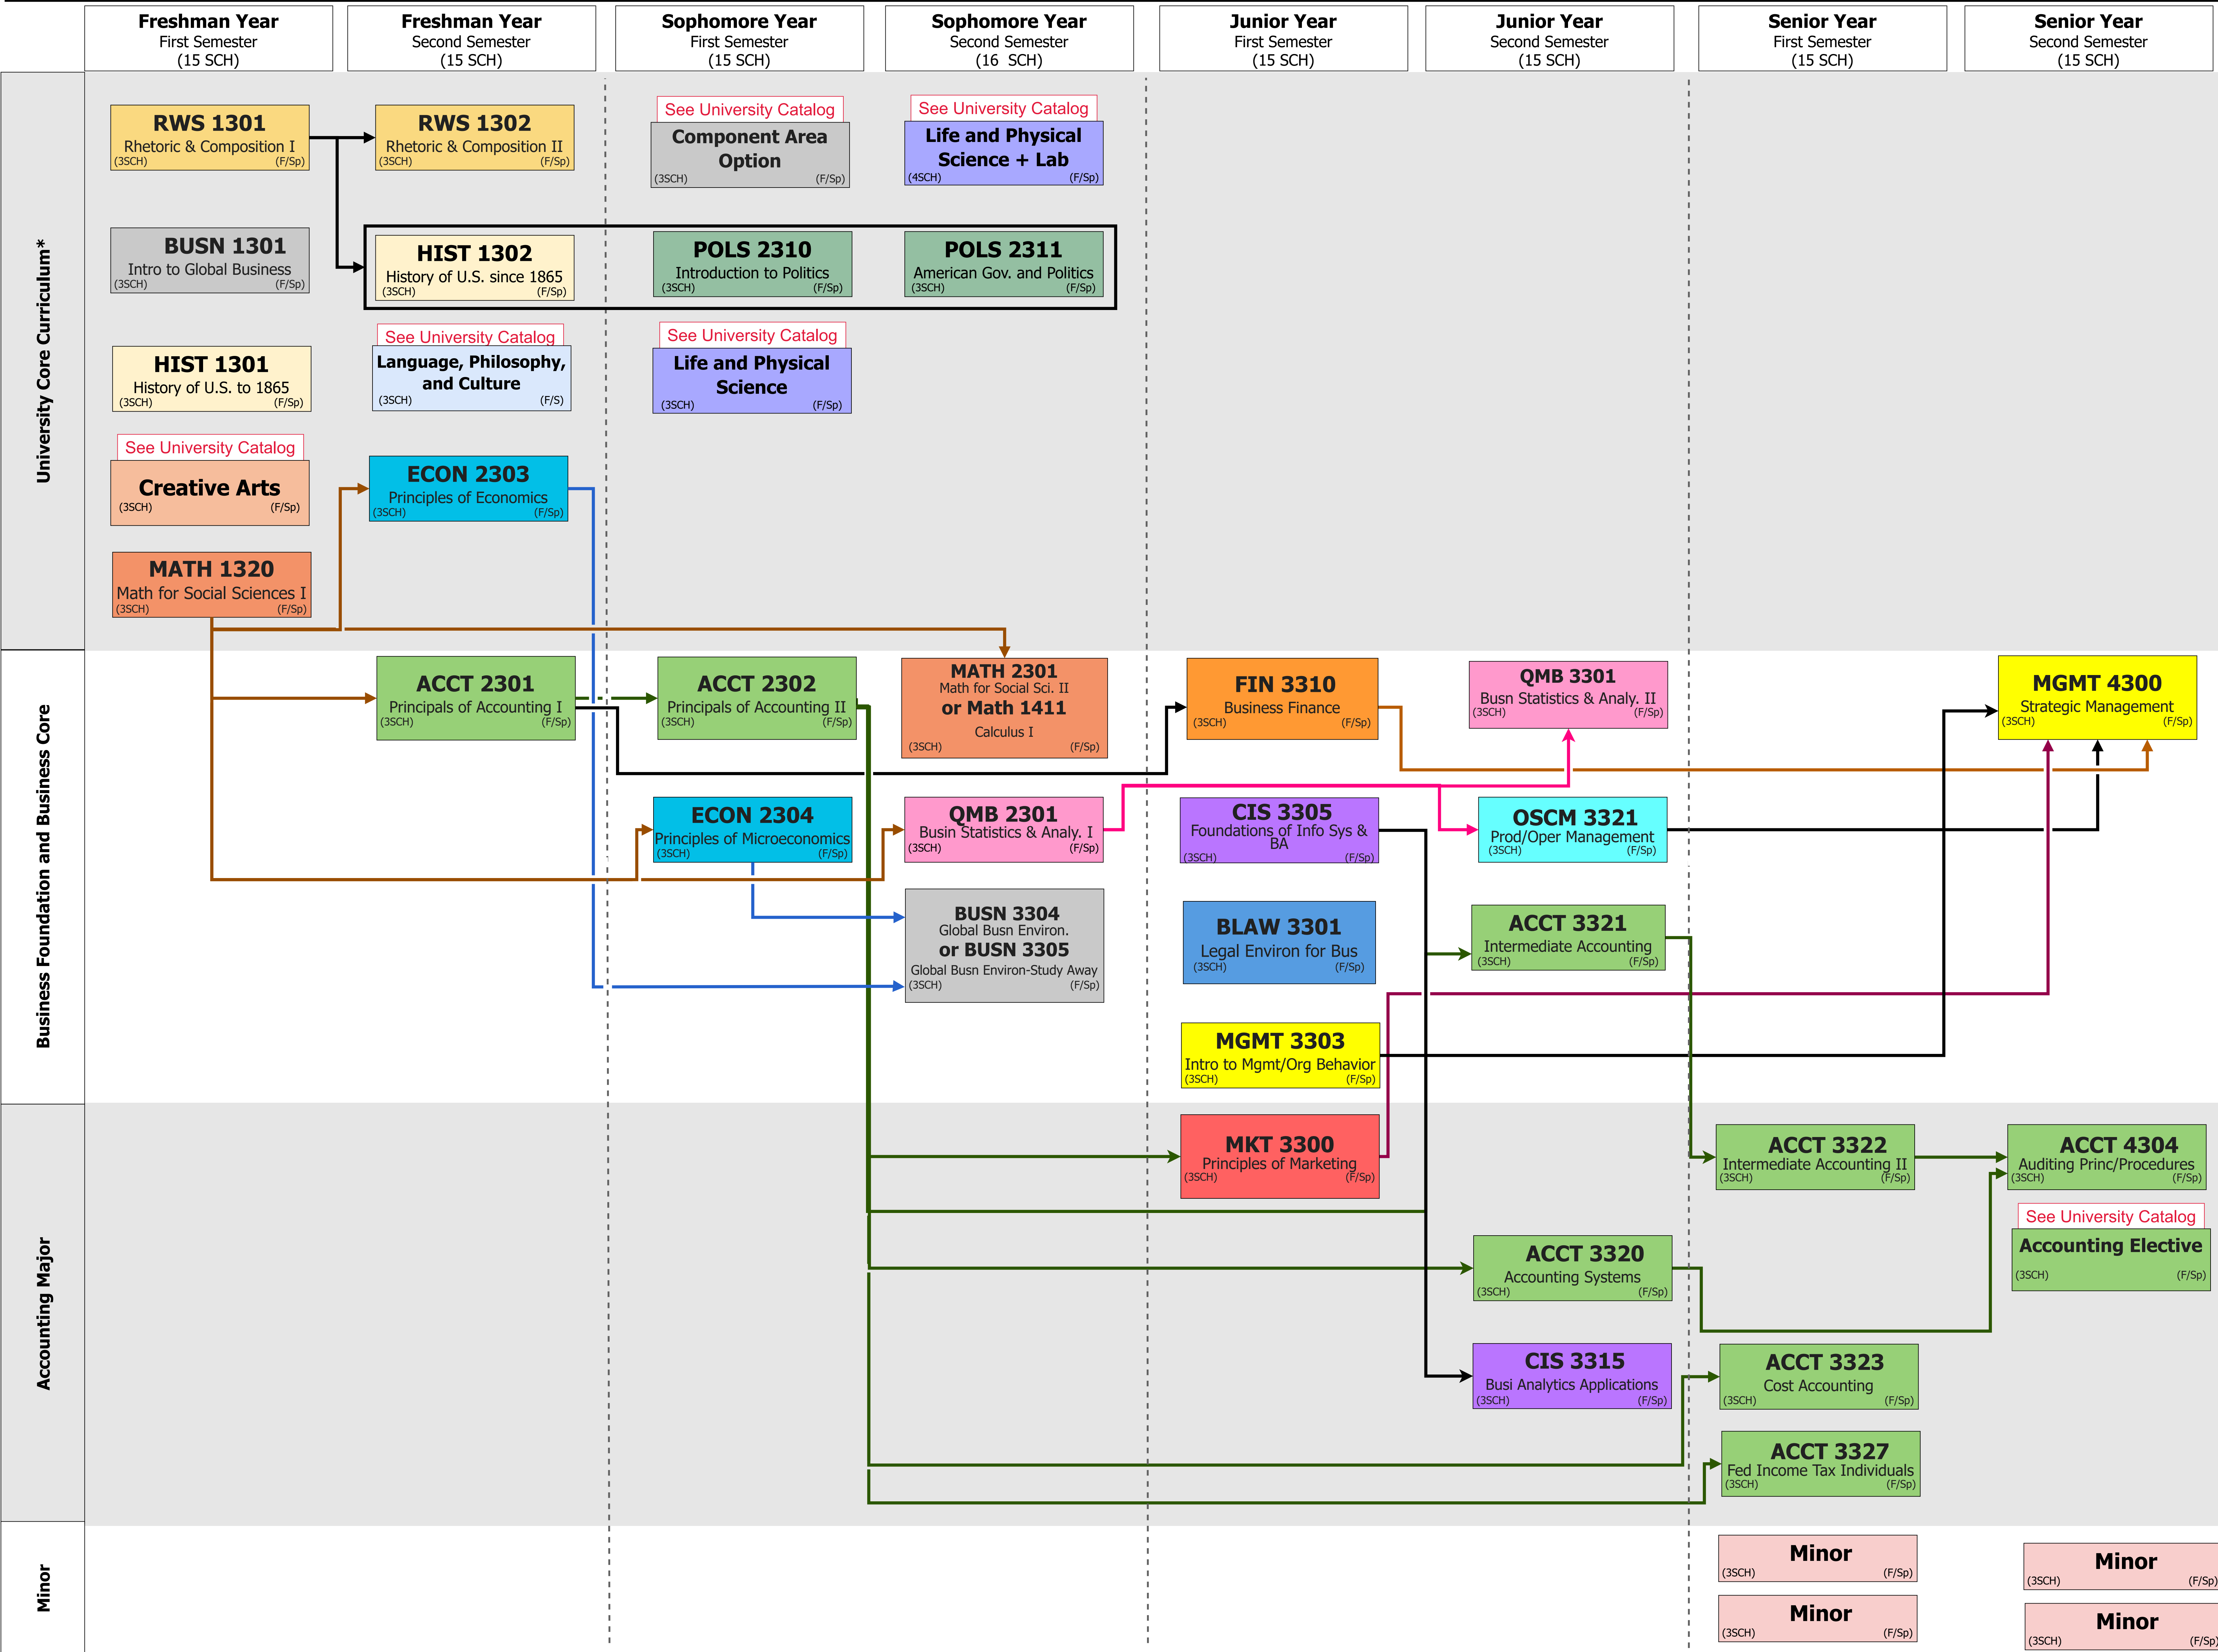 Freshman Year
First Semester
(15 SCH)
Freshman Year
Second Semester
(15 SCH)
Sophomore Year
First Semester
(15 SCH)
Sophomore Year
Second Semester
(16 SCH)
Junior Year
First Semester
(15 SCH)
Junior Year
Second Semester
(15 SCH)
Senior Year
First Semester
(15 SCH)
Senior Year
Second Semester
(15 SCH)
University Core Curriculum*
RWS 1301
Rhetoric & Composition I
(3SCH) (F/Sp)
RWS 1302
Rhetoric & Composition II
(3SCH) (F/Sp)
See University Catalog
Component Area
Option
(3SCH) (F/Sp)
See University Catalog
Life and Physical
Science + Lab
(4SCH) (F/Sp)
BUSN 1301
Intro to Global Business
(3SCH) (F/Sp)
HIST 1302
History of U.S. since 1865
(3SCH) (F/Sp)
POLS 2310
Introduction to Politics
(3SCH) (F/Sp)
POLS 2311
American Gov. and Politics
(3SCH) (F/Sp)
HIST 1301
History of U.S. to 1865
(3SCH) (F/Sp)
See University Catalog
Language, Philosophy,
and Culture
(3SCH) (F/S)
See University Catalog
Life and Physical
Science
(3SCH) (F/Sp)
See University Catalog
Creative Arts
(3SCH) (F/Sp)
ECON 2303
Principles of Economics
(3SCH) (F/Sp)
MATH 1320
Math for Social Sciences I
(3SCH) (F/Sp)
Business Foundation and Business Core
ACCT 2301
Principals of Accounting I
(3SCH) (F/Sp)
ACCT 2302
Principals of Accounting II
(3SCH) (F/Sp)
MATH 2301
Math for Social Sci. II
or Math 1411
Calculus I
(3SCH) (F/Sp)
FIN 3310
Business Finance
(3SCH) (F/Sp)
QMB 3301
Busn Statistics & Analy. II
(3SCH) (F/Sp)
MGMT 4300
Strategic Management
(3SCH) (F/Sp)
ECON 2304
Principles of Microeconomics
(3SCH) (F/Sp)
QMB 2301
Busin Statistics & Analy. I
(3SCH) (F/Sp)
CIS 3305
Foundations of Info Sys &
BA
(3SCH) (F/Sp)
OSCM 3321
Prod/Oper Management
(3SCH) (F/Sp)
BUSN 3304
Global Busn Environ.
or BUSN 3305
Global Busn Environ-Study Away
(3SCH) (F/Sp)
BLAW 3301
Legal Environ for Bus
(3SCH) (F/Sp)
ACCT 3321
Intermediate Accounting
(3SCH) (F/Sp)
MGMT 3303
Intro to Mgmt/Org Behavior
(3SCH) (F/Sp)
Accounting Major
MKT 3300
Principles of Marketing
(3SCH) (F/Sp)
ACCT 3322
Intermediate Accounting II
(3SCH) (F/Sp)
ACCT 4304
Auditing Princ/Procedures
(3SCH) (F/Sp)
ACCT 3320
Accounting Systems
(3SCH) (F/Sp)
See University Catalog
Accounting Elective
(3SCH) (F/Sp)
CIS 3315
Busi Analytics Applications
(3SCH) (F/Sp)
ACCT 3323
Cost Accounting
(3SCH) (F/Sp)
ACCT 3327
Fed Income Tax Individuals
(3SCH) (F/Sp)
Minor
Minor
(3SCH) (F/Sp)
Minor
(3SCH) (F/Sp)
Minor
(3SCH) (F/Sp)
Minor
(3SCH) (F/Sp)